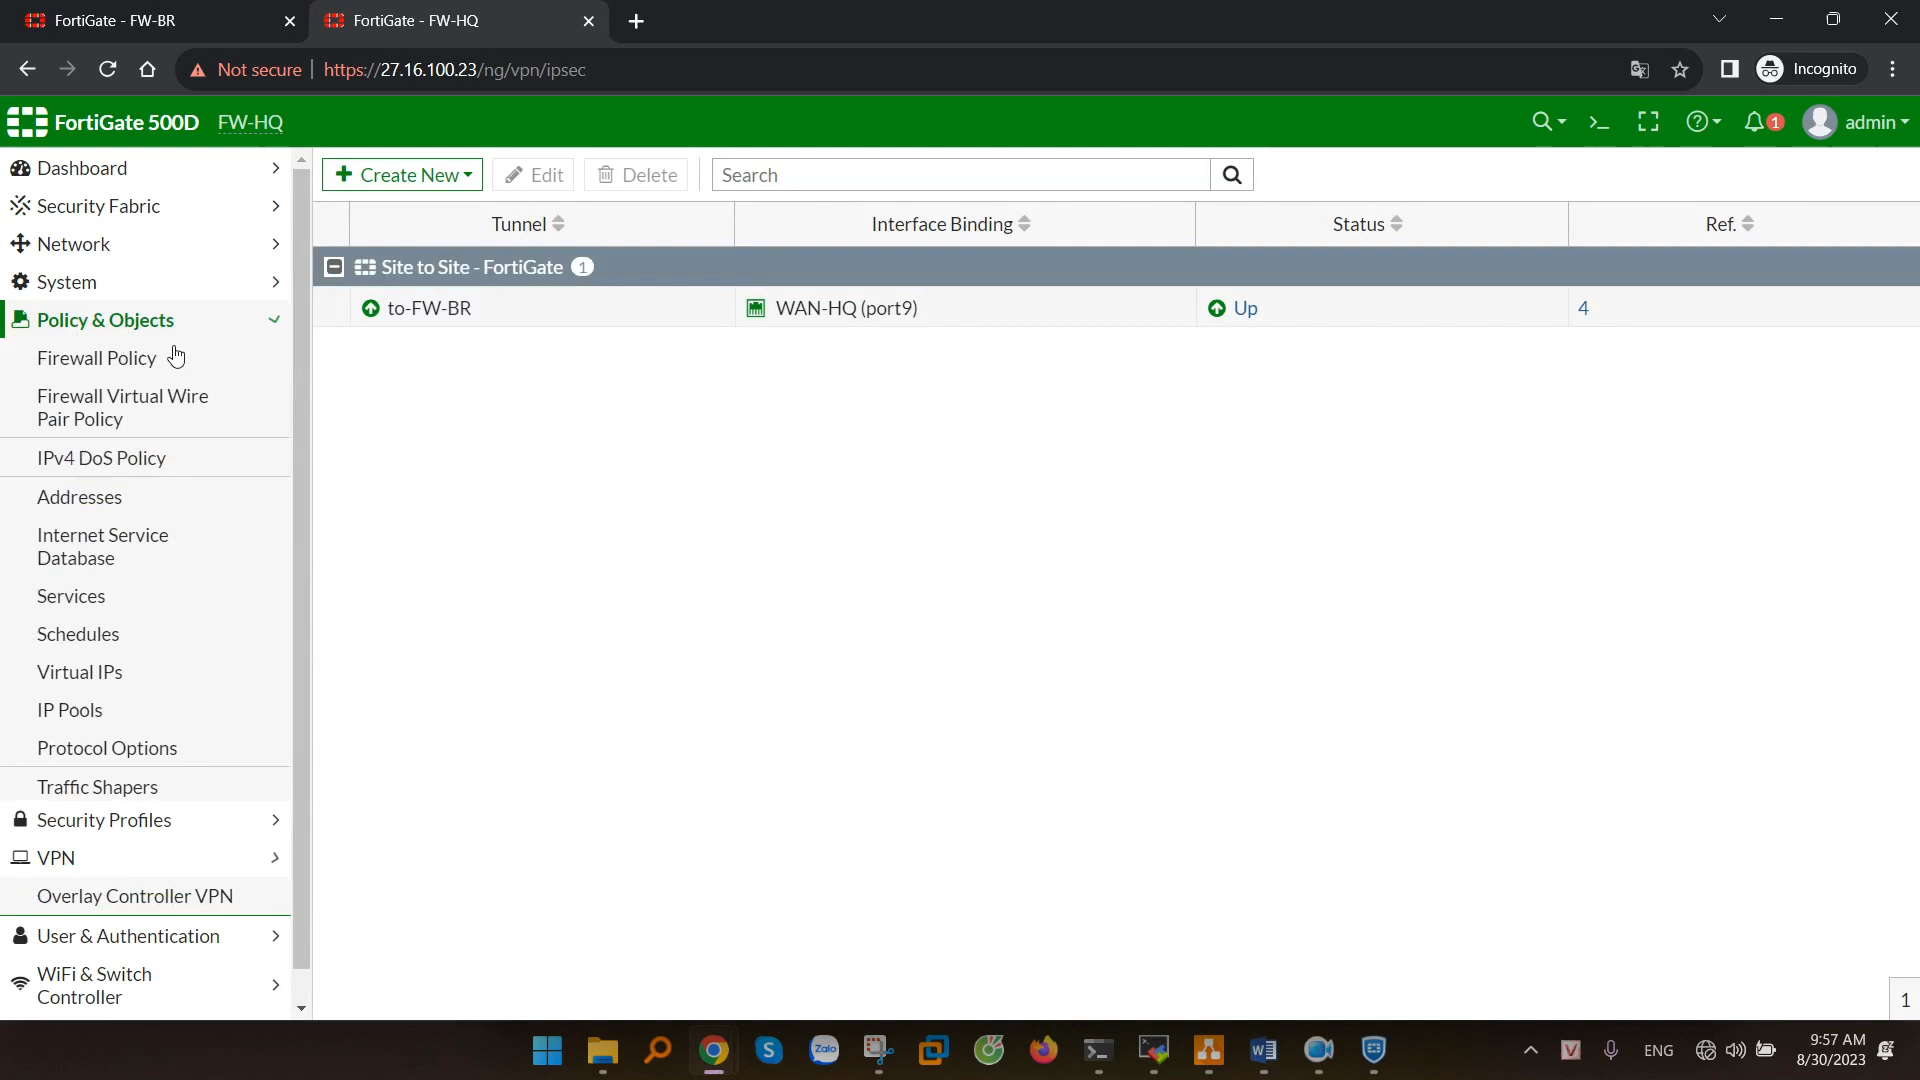 FortiGate - FW-BR
FortiGate - FW-HQ
Not secure
https://27.16.100.23/ng/vpn/ipsec
Incognito
FortiGate 500D FW-HQ
1
admin
Dashboard
Security Fabric
Network
System
Policy & Objects
Firewall Policy
Firewall Virtual Wire
Pair Policy
IPv4 DoS Policy
Addresses
Internet Service
Database
Services
Schedules
Virtual IPs
IP Pools
Protocol Options
Traffic Shapers
Security Profiles
VPN
Overlay Controller VPN
User & Authentication
WiFi & Switch
Controller
Create New Edit Delete Search
Tunnel Interface Binding Status Ref.
Site to Site - FortiGate 1
to-FW-BR WAN-HQ (port9) Up 4
1
Zalo
V
ENG
9:57 AM
8/30/2023